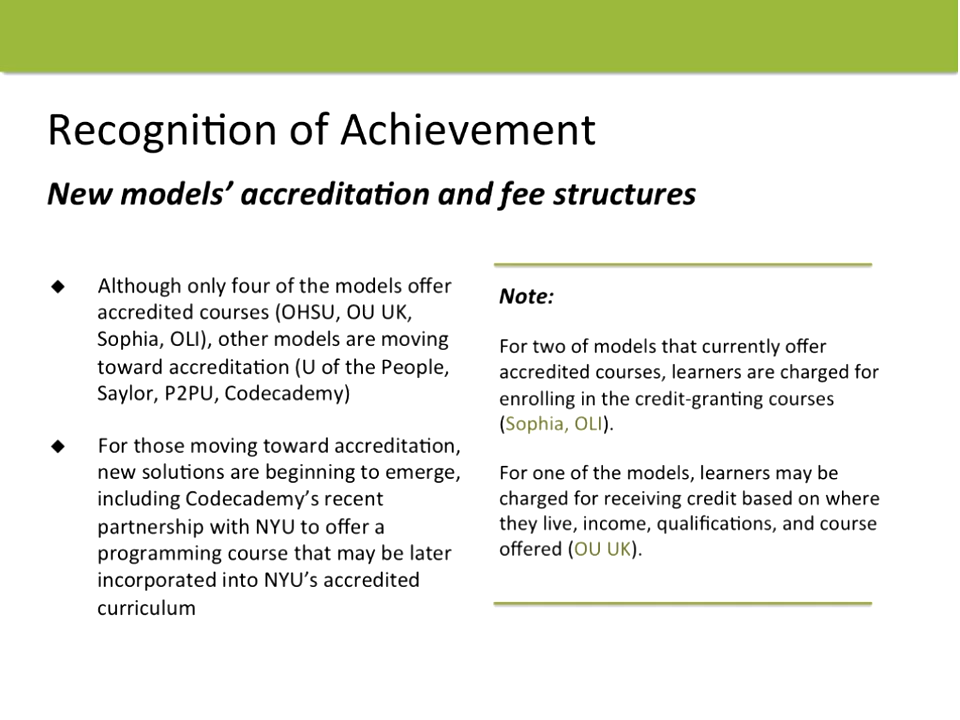 Recognition of Achievement
New models’ accreditation and fee structures
◆ Although only four of the models offer
accredited courses (OHSU, OU UK,
Sophia, OLI), other models are moving
toward accreditation (U of the People,
Saylor, P2PU, Codecademy)
◆ For those moving toward accreditation,
new solutions are beginning to emerge,
including Codecademy’s recent
partnership with NYU to offer a
programming course that may be later
incorporated into NYU’s accredited
curriculum
Note:
For two of models that currently offer
accredited courses, learners are charged for
enrolling in the credit-granting courses
(Sophia, OLI).
For one of the models, learners may be
charged for receiving credit based on where
they live, income, qualifications, and course
offered (OU UK).